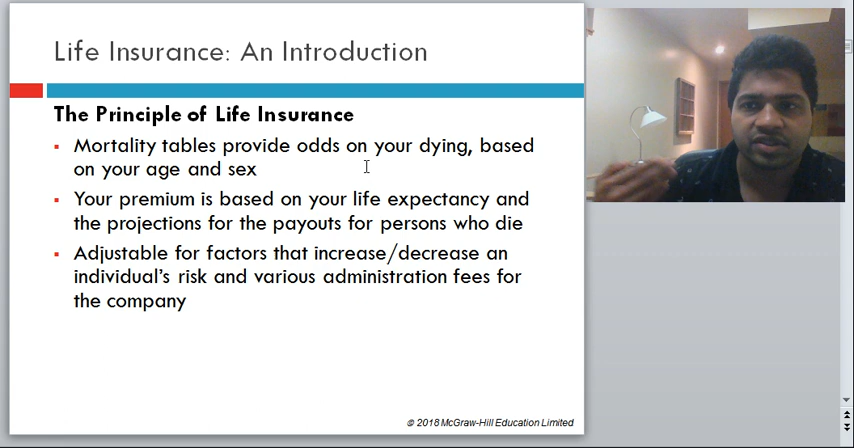 Life Insurance: An Introduction
The Principle of Life Insurance
▪ Mortality tables provide odds on your dying, based
on your age and sex
▪ Your premium is based on your life expectancy and
the projections for the payouts for persons who die
▪ Adjustable for factors that increase/decrease an
individual's risk and various administration fees for
the company
© 2018 McGraw-Hill Education Limited